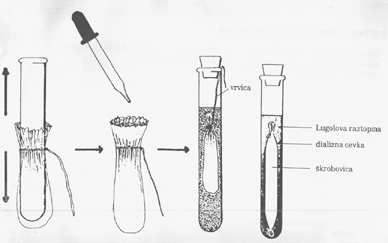 vrvica
Lugolova raztopina
dializna cevka
škrobovica